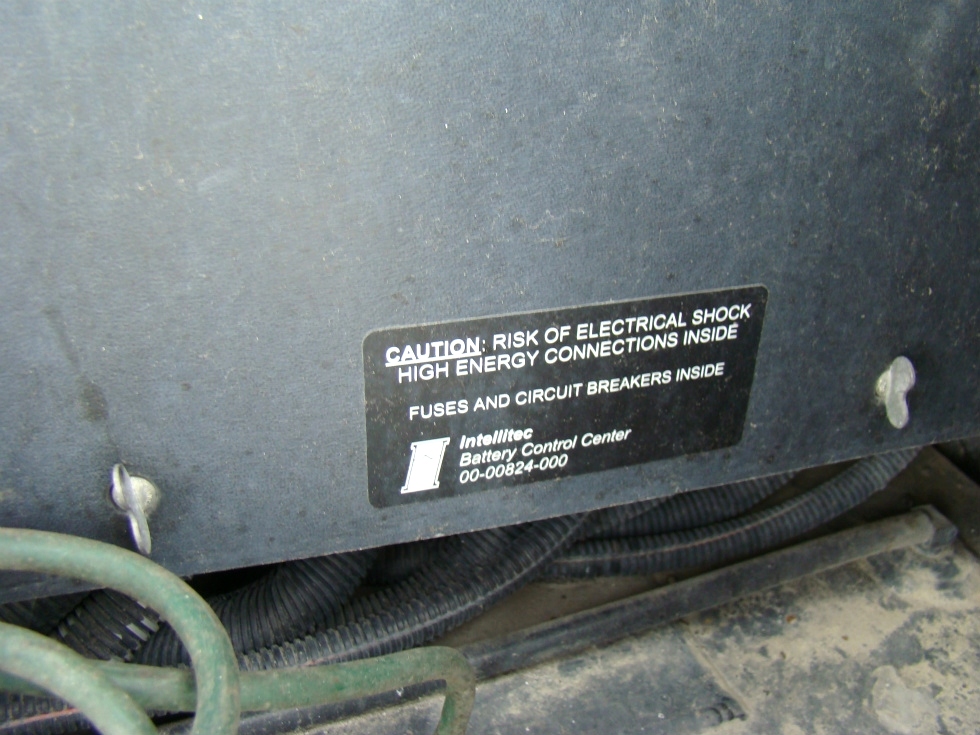 CAUTION: RISK OF ELECTRICAL SHOCK
HIGH ENERGY CONNECTIONS INSIDE
FUSES AND CIRCUIT BREAKERS INSIDE
Intellitec
Battery Control Center
00-00824-000